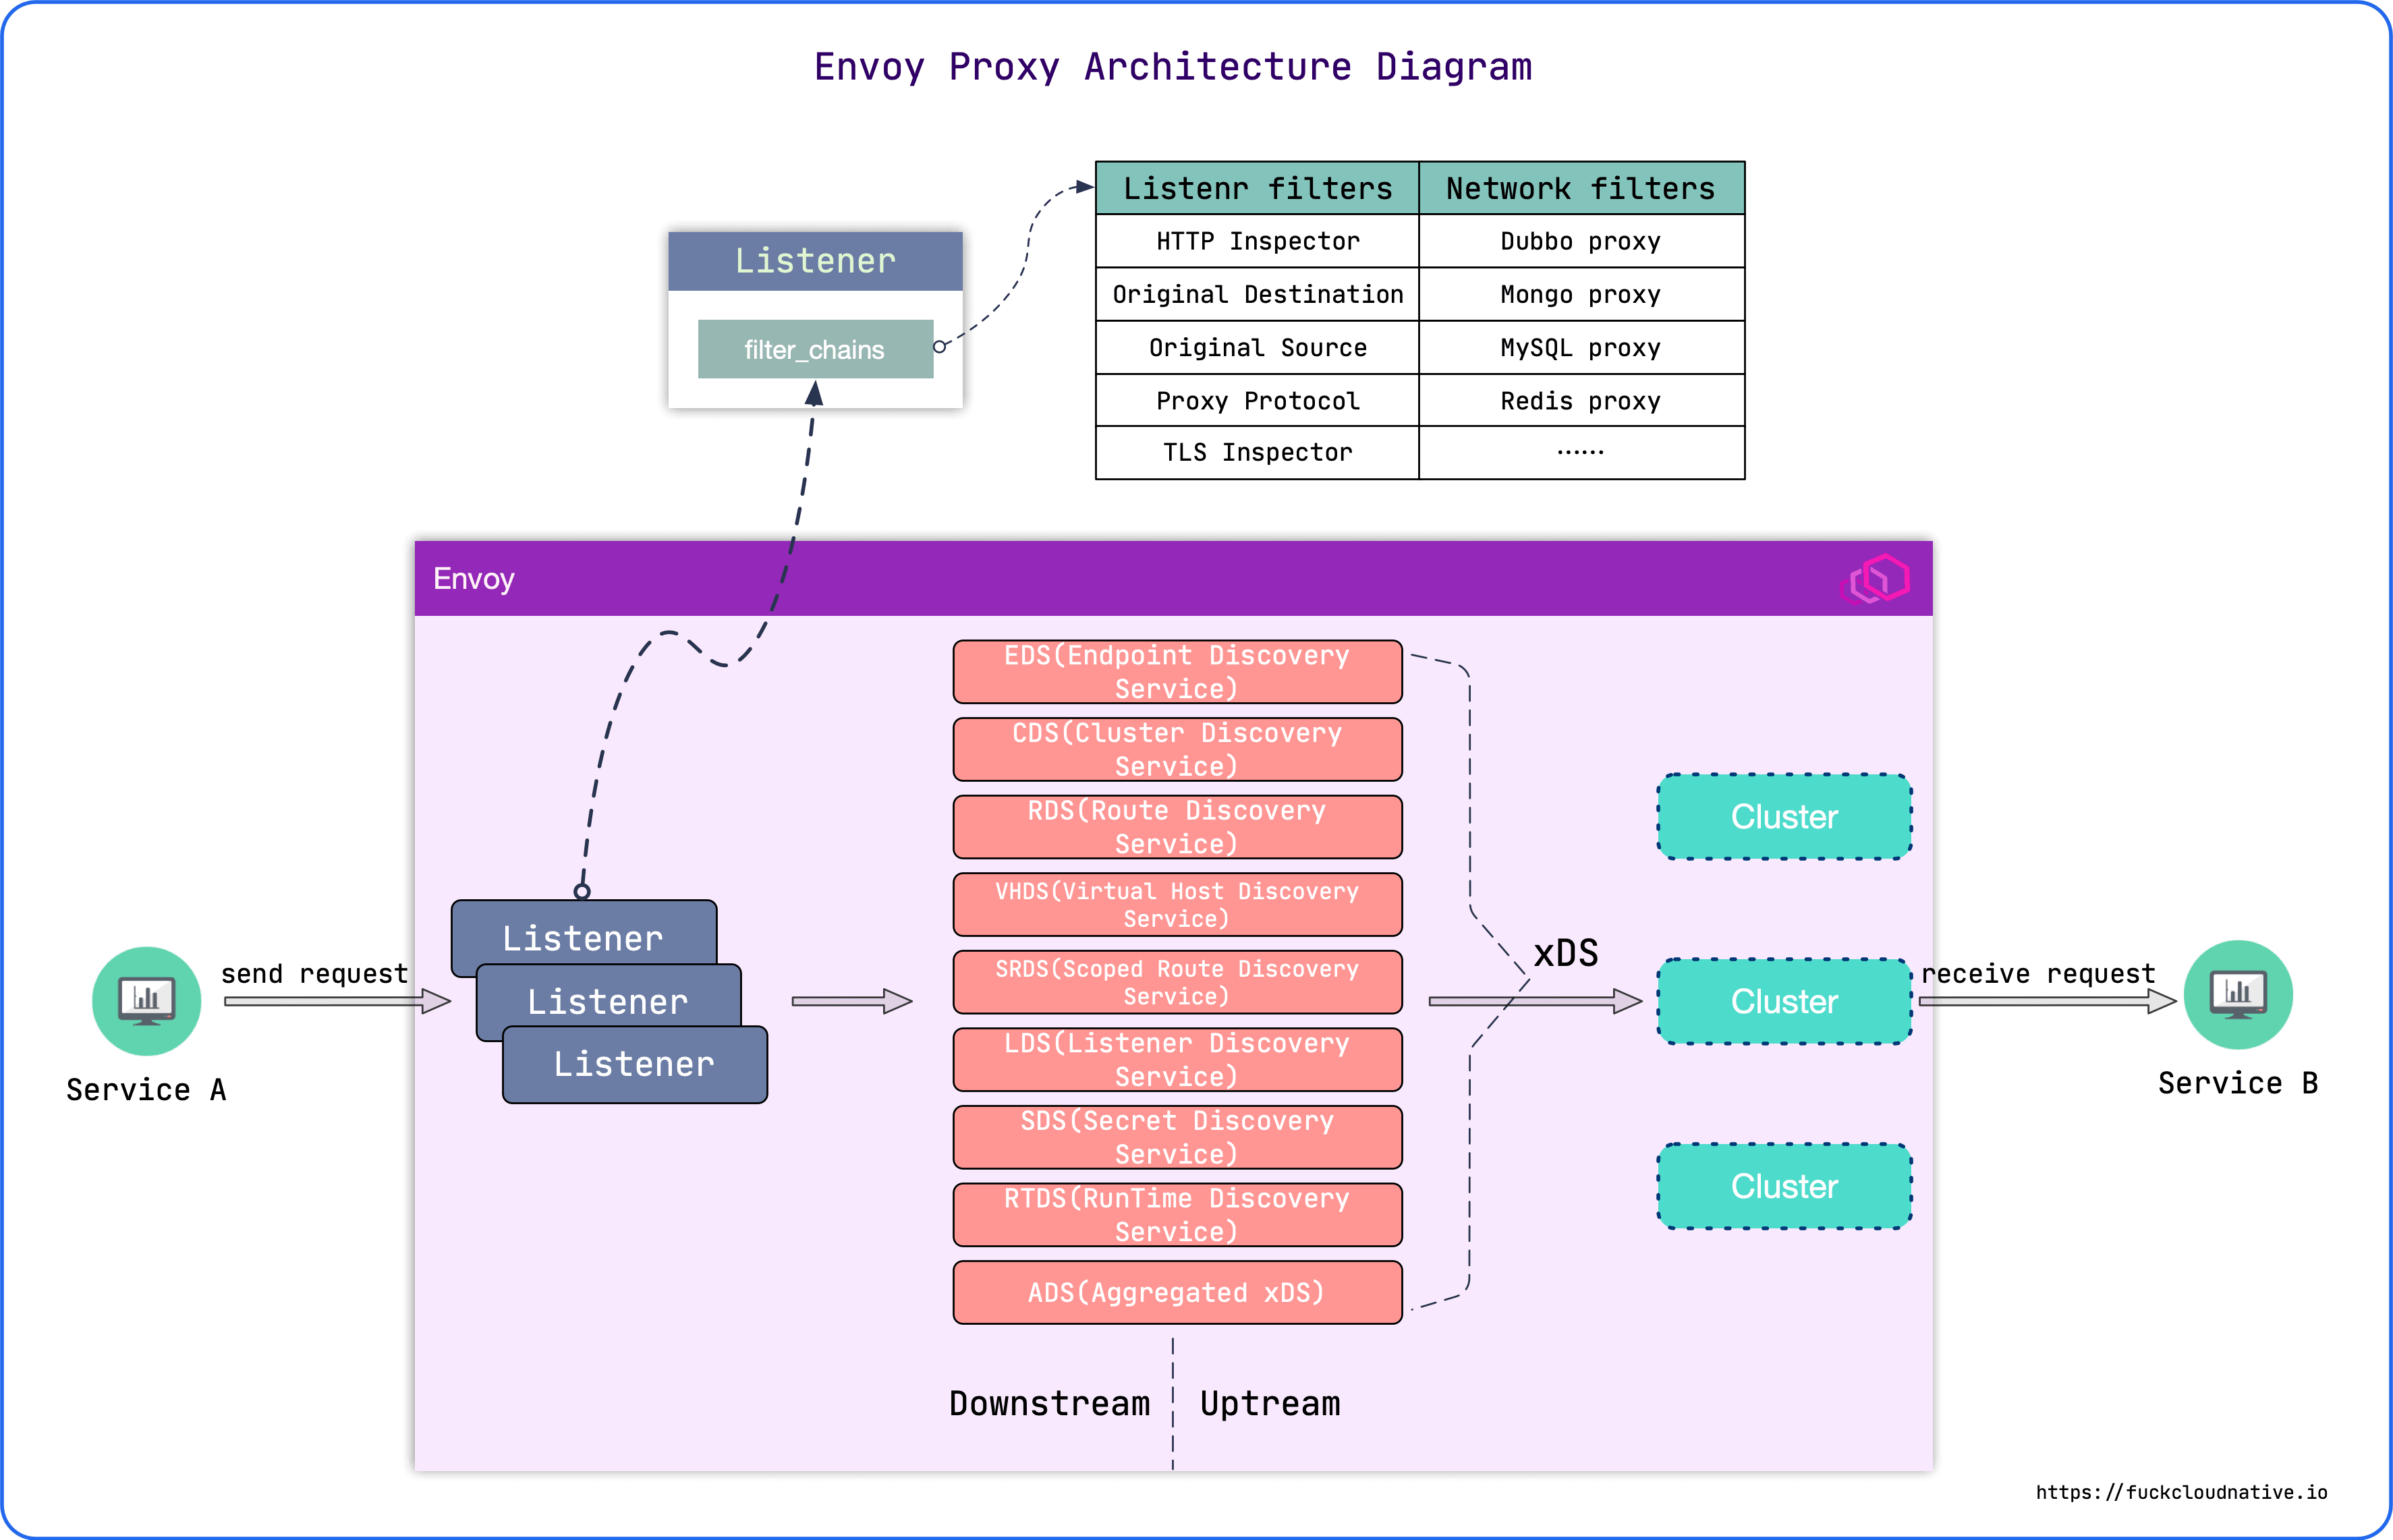 Envoy Proxy Architecture Diagram
Listenr filters
Network filters
HTTP Inspector
Dubbo proxy
Original Destination
Mongo proxy
Original Source
MySQL proxy
Proxy Protocol
Redis proxy
TLS Inspector
······
Listener
filter_chains
Envoy
EDS(Endpoint Discovery
Service)
CDS(Cluster Discovery
Service)
RDS(Route Discovery
Service)
VHDS(Virtual Host Discovery
Service)
SRDS(Scoped Route Discovery
Service)
LDS(Listener Discovery
Service)
SDS(Secret Discovery
Service)
RTDS(RunTime Discovery
Service)
ADS(Aggregated xDS)
xDS
Listener
Listener
Listener
send request
Service A
Cluster
Cluster
Cluster
receive request
Service B
Downstream
Uptream
https://fuckcloudnative.io